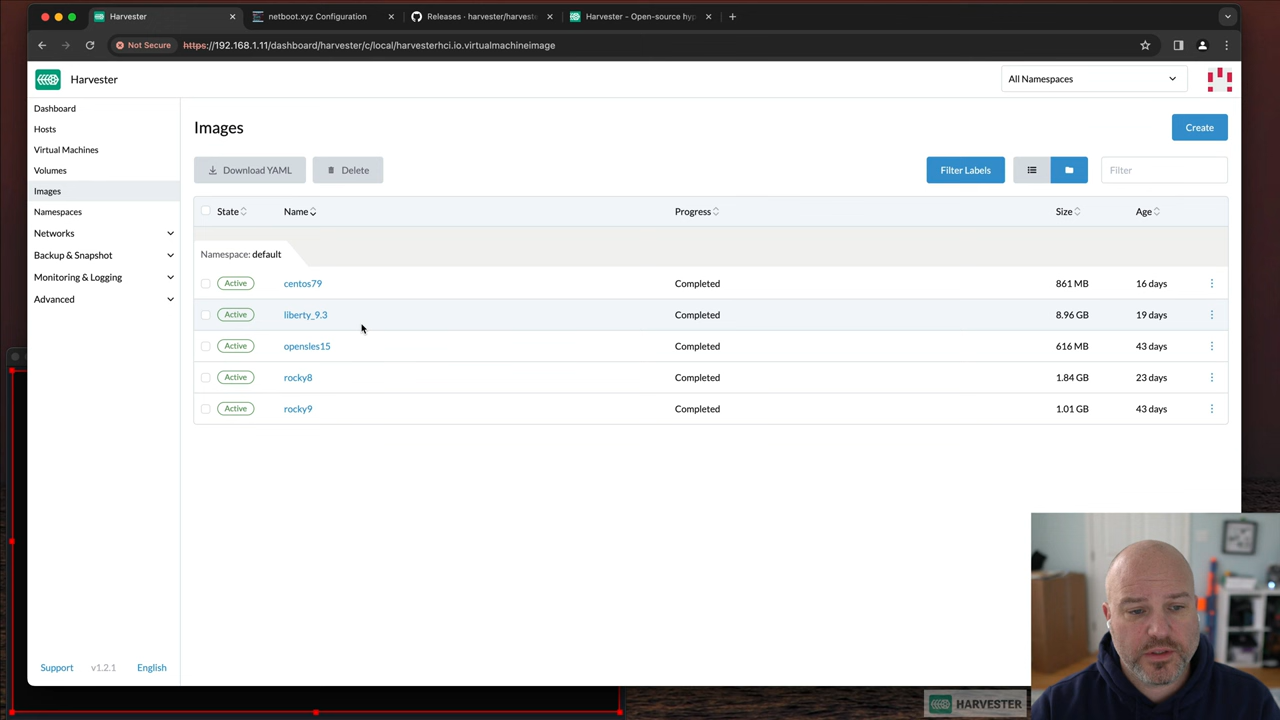 Harvester
netboot.xyz Configuration
Releases · harvester/harveste
Harvester - Open-source hyp
Not Secure
https://192.168.1.11/dashboard/harvester/c/local/harvesterhci.io.virtualmachineimage
Harvester
All Namespaces
Dashboard
Hosts
Virtual Machines
Volumes
Images
Namespaces
Networks
Backup & Snapshot
Monitoring & Logging
Advanced
Images
Create
Download YAML
Delete
Filter Labels
Filter
State Name Progress Size Age
Namespace: default
Active centos79 Completed 861 MB 16 days
Active liberty_9.3 Completed 8.96 GB 19 days
Active opensles15 Completed 616 MB 43 days
Active rocky8 Completed 1.84 GB 23 days
Active rocky9 Completed 1.01 GB 43 days
Support v1.2.1 English
HARVESTER